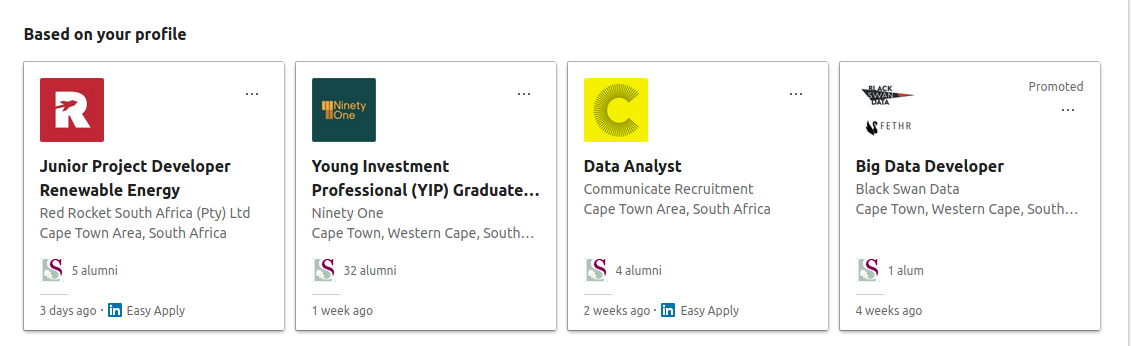 Based on your profile
R
Junior Project Developer
Renewable Energy
Red Rocket South Africa (Pty) Ltd
Cape Town Area, South Africa
S
5 alumni
3 days ago · in Easy Apply
Ninety
One
Young Investment
Professional (YIP) Graduate...
Ninety One
Cape Town, Western Cape, South...
S
32 alumni
1 week ago
C
Data Analyst
Communicate Recruitment
Cape Town Area, South Africa
S
4 alumni
2 weeks ago · in Easy Apply
Promoted
BLACK
SWAN
DATA
FETHR
Big Data Developer
Black Swan Data
Cape Town, Western Cape, South...
S
1 alum
4 weeks ago